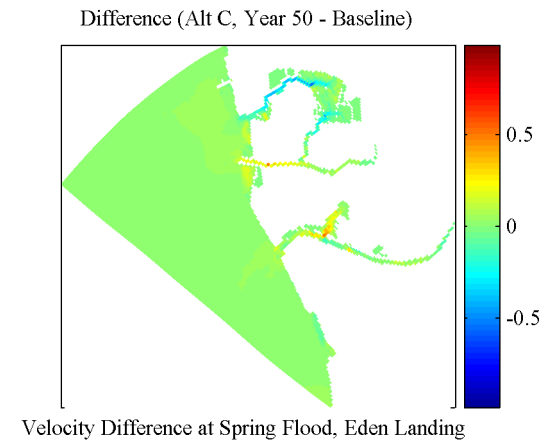 Difference (Alt C, Year 50 - Baseline)
0.5
0
-0.5
Velocity Difference at Spring Flood, Eden Landing